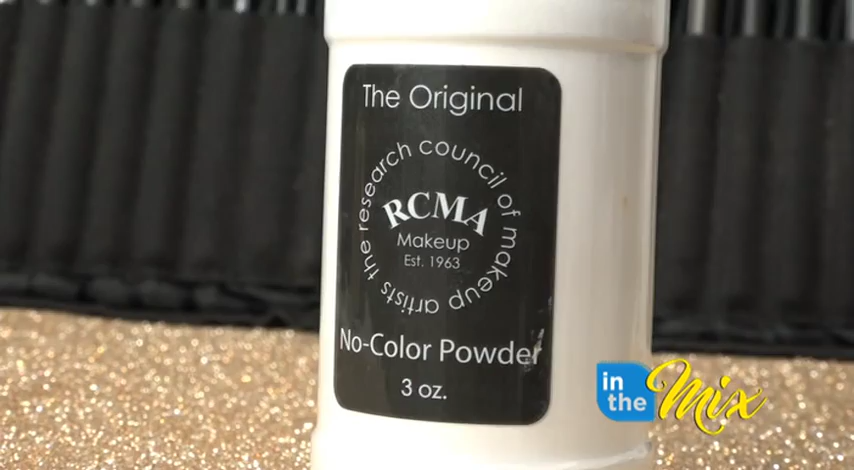 The Original
the research council of makeup artists
RCMA
Makeup
Est. 1963
No-Color Powder
3 oz.
in
the
Mix